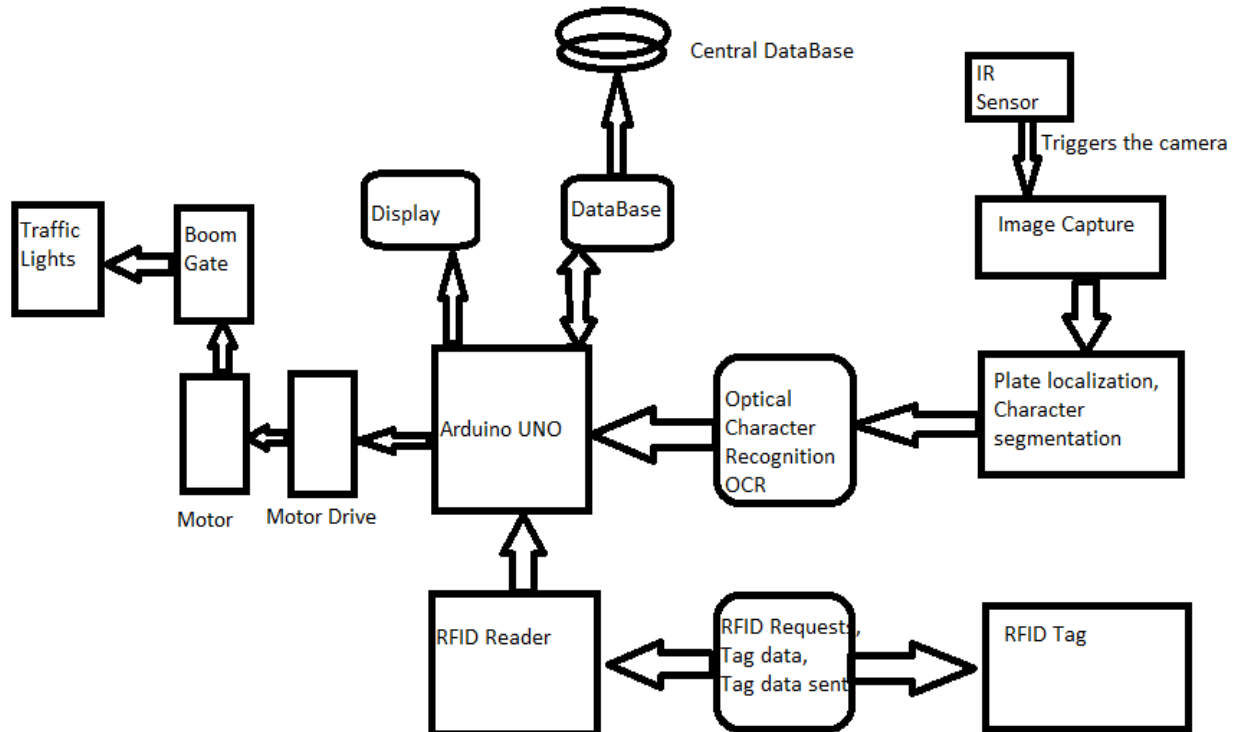 Central DataBase
IR
Sensor
Triggers the camera
Display
DataBase
Traffic
Lights
Boom
Gate
Image Capture
Arduino UNO
Optical
Character
Recognition
OCR
Plate localization,
Character
segmentation
Motor
Motor Drive
RFID Reader
RFID Requests,
Tag data,
Tag data sent
RFID Tag